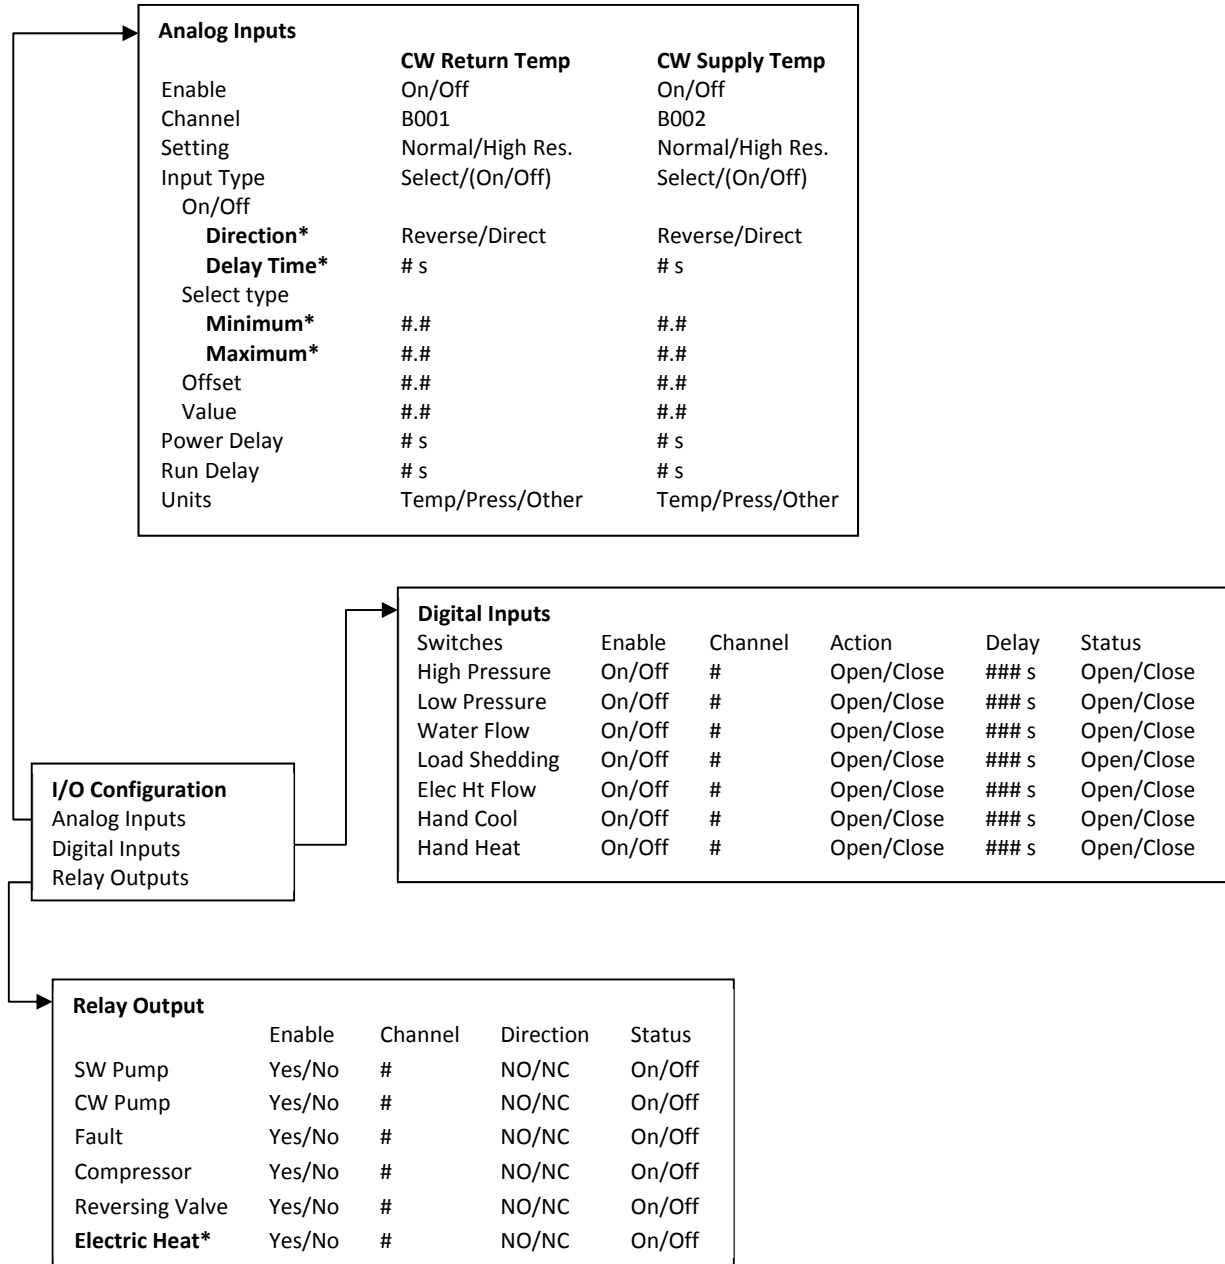 Analog Inputs
CW Return Temp CW Supply Temp
Enable On/Off On/Off
Channel B001 B002
Setting Normal/High Res. Normal/High Res.
Input Type Select/(On/Off) Select/(On/Off)
On/Off
Direction* Reverse/Direct Reverse/Direct
Delay Time* # s # s
Select type
Minimum* #.# #.#
Maximum* #.# #.#
Offset #.# #.#
Value #.# #.#
Power Delay # s # s
Run Delay # s # s
Units Temp/Press/Other Temp/Press/Other
Digital Inputs
Switches Enable Channel Action Delay Status
High Pressure On/Off # Open/Close ### s Open/Close
Low Pressure On/Off # Open/Close ### s Open/Close
Water Flow On/Off # Open/Close ### s Open/Close
Load Shedding On/Off # Open/Close ### s Open/Close
Elec Ht Flow On/Off # Open/Close ### s Open/Close
Hand Cool On/Off # Open/Close ### s Open/Close
Hand Heat On/Off # Open/Close ### s Open/Close
I/O Configuration
Analog Inputs
Digital Inputs
Relay Outputs
Relay Output
Enable Channel Direction Status
SW Pump Yes/No # NO/NC On/Off
CW Pump Yes/No # NO/NC On/Off
Fault Yes/No # NO/NC On/Off
Compressor Yes/No # NO/NC On/Off
Reversing Valve Yes/No # NO/NC On/Off
Electric Heat* Yes/No # NO/NC On/Off